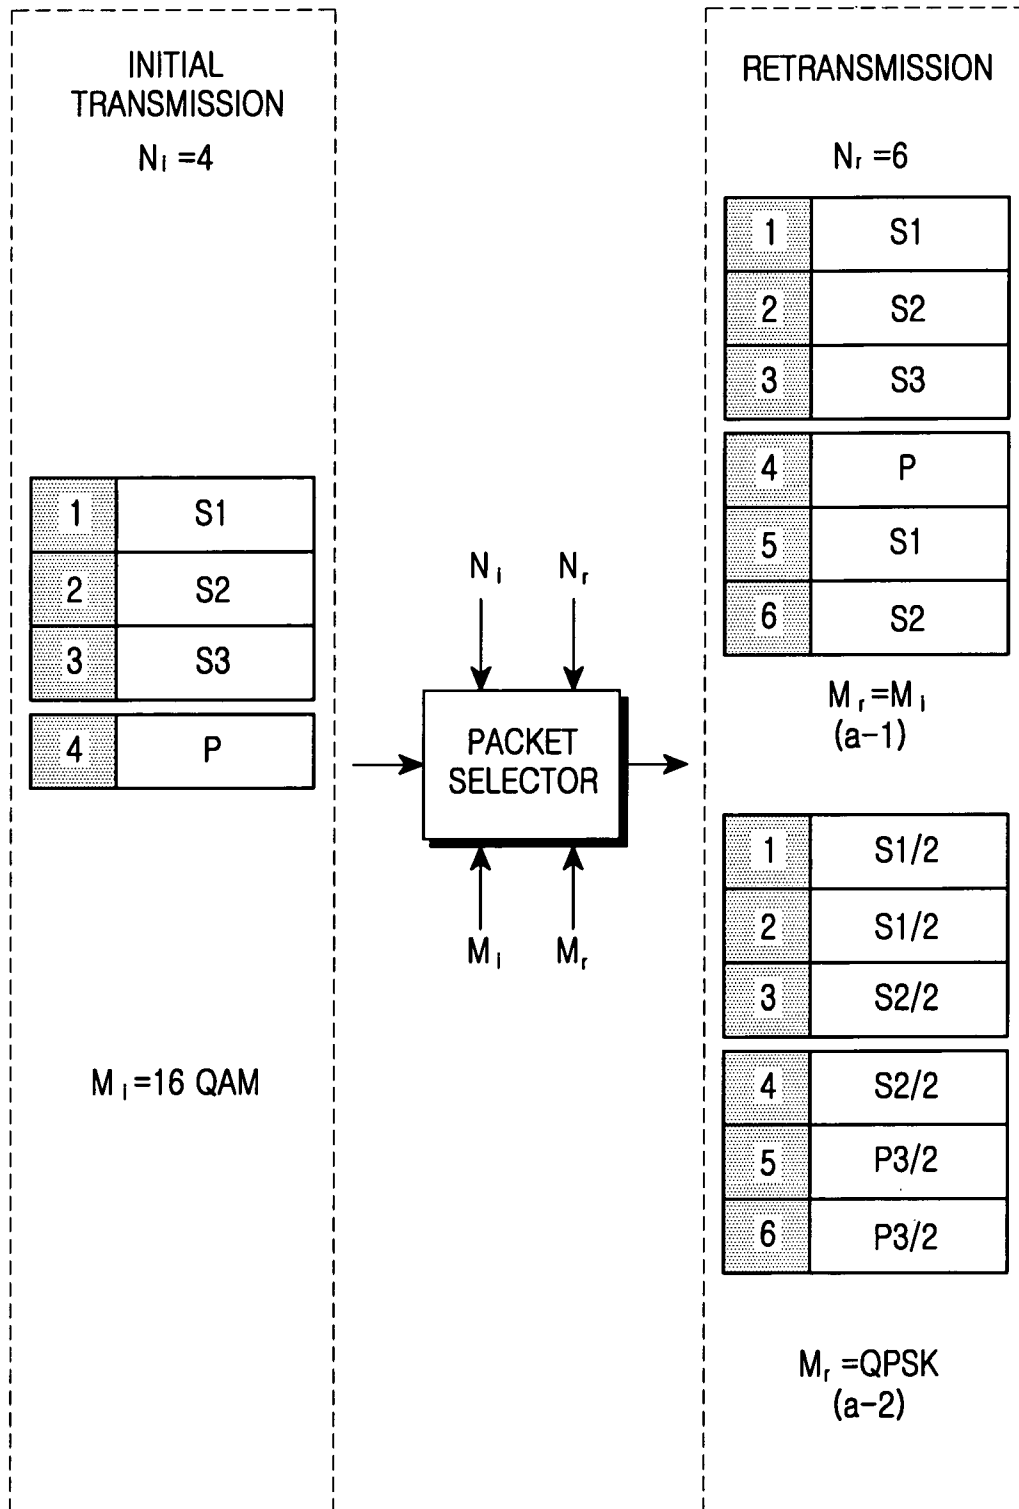 INITIAL
TRANSMISSION
Nᵢ =4
1 S1
2 S2
3 S3
4 P
Mᵢ =16 QAM
Nᵢ Nᵣ
PACKET
SELECTOR
Mᵢ Mᵣ
RETRANSMISSION
Nᵣ =6
1 S1
2 S2
3 S3
4 P
5 S1
6 S2
Mᵣ =Mᵢ
(a-1)
1 S1/2
2 S1/2
3 S2/2
4 S2/2
5 P3/2
6 P3/2
Mᵣ =QPSK
(a-2)